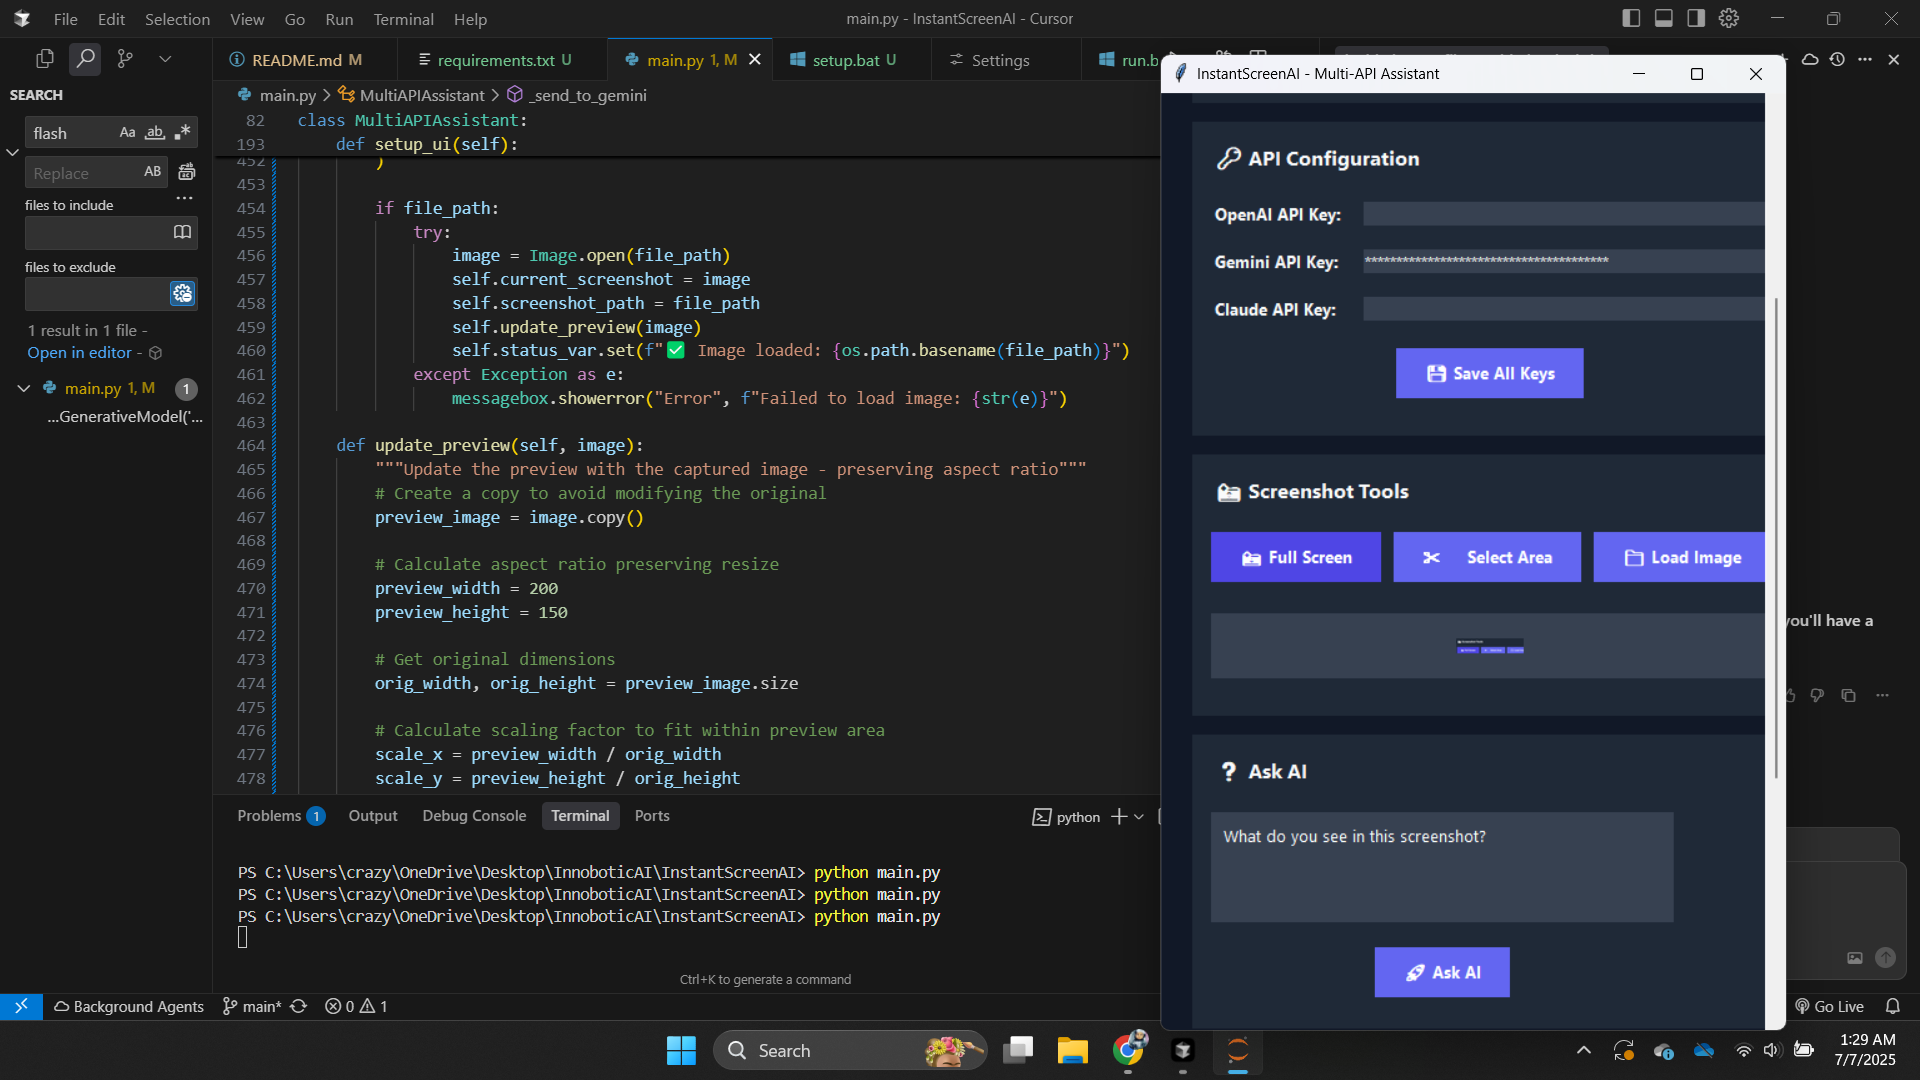 File Edit Selection View Go Run Terminal Help
main.py - InstantScreenAI - Cursor
README.md M
requirements.txt U
main.py 1, M
setup.bat U
Settings
run.b
SEARCH
flash
Aa ab
Replace
AB
files to include
files to exclude
1 result in 1 file -
Open in editor -
main.py 1, M 1
...GenerativeModel('...
main.py > MultiAPIAssistant > _send_to_gemini
82 class MultiAPIAssistant:
193 def setup_ui(self):
452 )
453
454 if file_path:
455 try:
456 image = Image.open(file_path)
457 self.current_screenshot = image
458 self.screenshot_path = file_path
459 self.update_preview(image)
460 self.status_var.set(f"✅ Image loaded: {os.path.basename(file_path)}")
461 except Exception as e:
462 messagebox.showerror("Error", f"Failed to load image: {str(e)}")
463
464 def update_preview(self, image):
465 """Update the preview with the captured image - preserving aspect ratio"""
466 # Create a copy to avoid modifying the original
467 preview_image = image.copy()
468
469 # Calculate aspect ratio preserving resize
470 preview_width = 200
471 preview_height = 150
472
473 # Get original dimensions
474 orig_width, orig_height = preview_image.size
475
476 # Calculate scaling factor to fit within preview area
477 scale_x = preview_width / orig_width
478 scale_y = preview_height / orig_height
Problems 1 Output Debug Console Terminal Ports
python
PS C:\Users\crazy\OneDrive\Desktop\InnoboticAI\InstantScreenAI> python main.py
PS C:\Users\crazy\OneDrive\Desktop\InnoboticAI\InstantScreenAI> python main.py
PS C:\Users\crazy\OneDrive\Desktop\InnoboticAI\InstantScreenAI> python main.py
Ctrl+K to generate a command
InstantScreenAI - Multi-API Assistant
API Configuration
OpenAI API Key:
Gemini API Key: ***************************************
Claude API Key:
Save All Keys
Screenshot Tools
Full Screen
Select Area
Load Image
? Ask AI
What do you see in this screenshot?
Ask AI
you'll have a
Background Agents main* 0 1
Go Live
Search
1:29 AM
7/7/2025